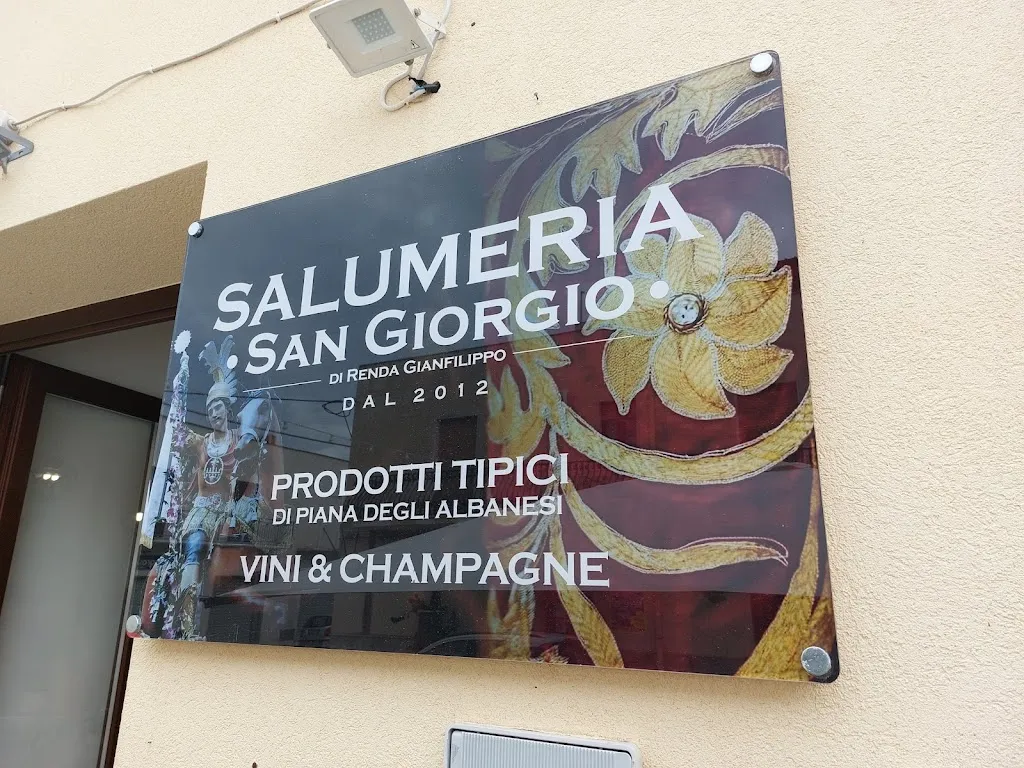 SALUMERIA
• SAN GIORGIO •
DI RENDA GIANFILIPPO
DAL 2012
PRODOTTI TIPICI
DI PIANA DEGLI ALBANESI
VINI & CHAMPAGNE